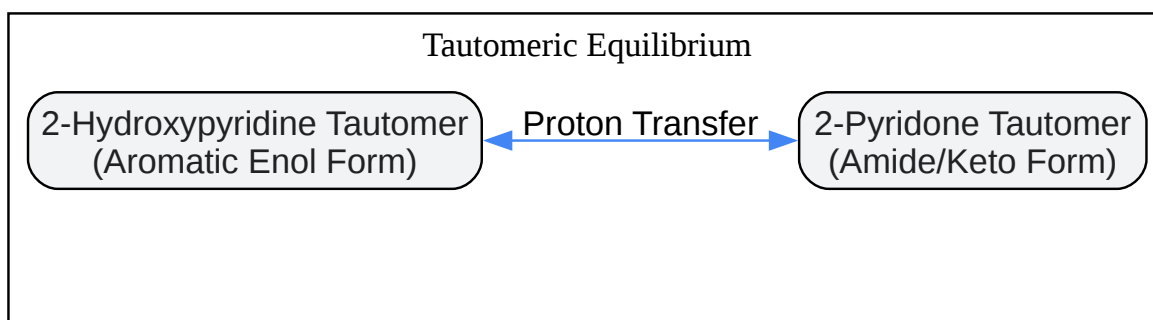 Tautomeric Equilibrium
2-Hydroxypyridine Tautomer
(Aromatic Enol Form)
Proton Transfer
2-Pyridone Tautomer
(Amide/Keto Form)